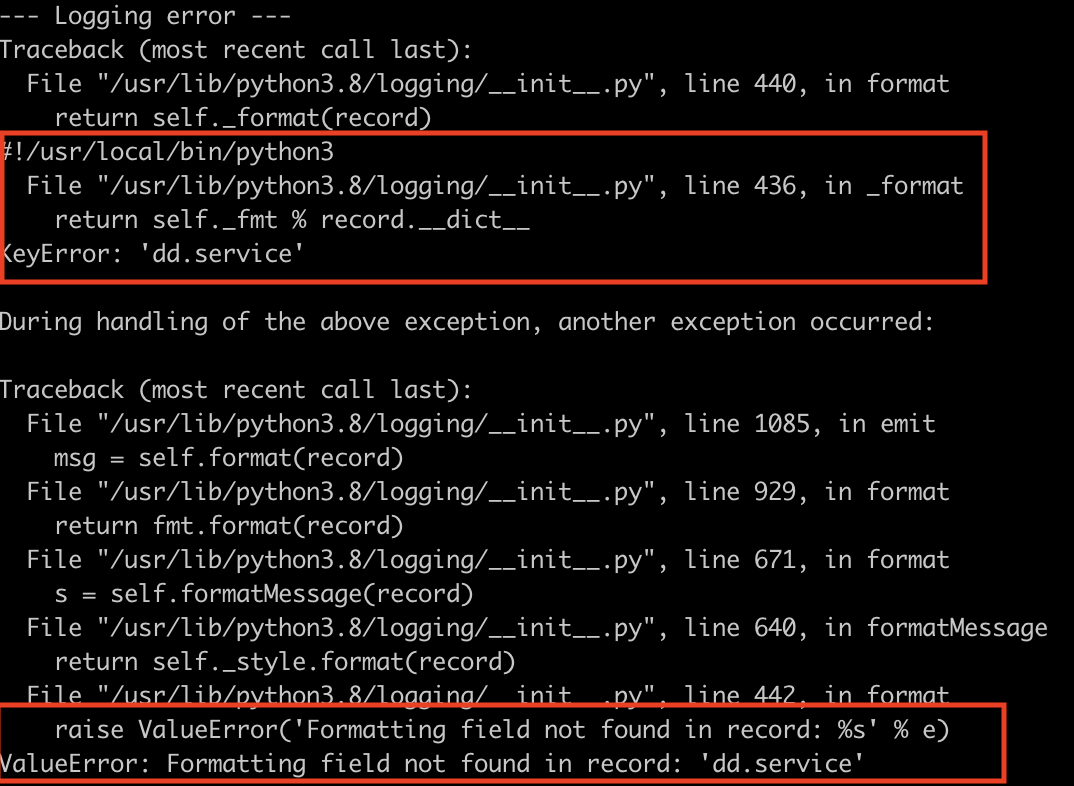 --- Logging error ---
Traceback (most recent call last):
  File "/usr/lib/python3.8/logging/__init__.py", line 440, in format
    return self._format(record)
#!/usr/local/bin/python3
  File "/usr/lib/python3.8/logging/__init__.py", line 436, in _format
    return self._fmt % record.__dict__
KeyError: 'dd.service'

During handling of the above exception, another exception occurred:

Traceback (most recent call last):
  File "/usr/lib/python3.8/logging/__init__.py", line 1085, in emit
    msg = self.format(record)
  File "/usr/lib/python3.8/logging/__init__.py", line 929, in format
    return fmt.format(record)
  File "/usr/lib/python3.8/logging/__init__.py", line 671, in format
    s = self.formatMessage(record)
  File "/usr/lib/python3.8/logging/__init__.py", line 640, in formatMessage
    return self._style.format(record)
  File "/usr/lib/python3.8/logging/__init__.py", line 442, in format
    raise ValueError('Formatting field not found in record: %s' % e)
ValueError: Formatting field not found in record: 'dd.service'